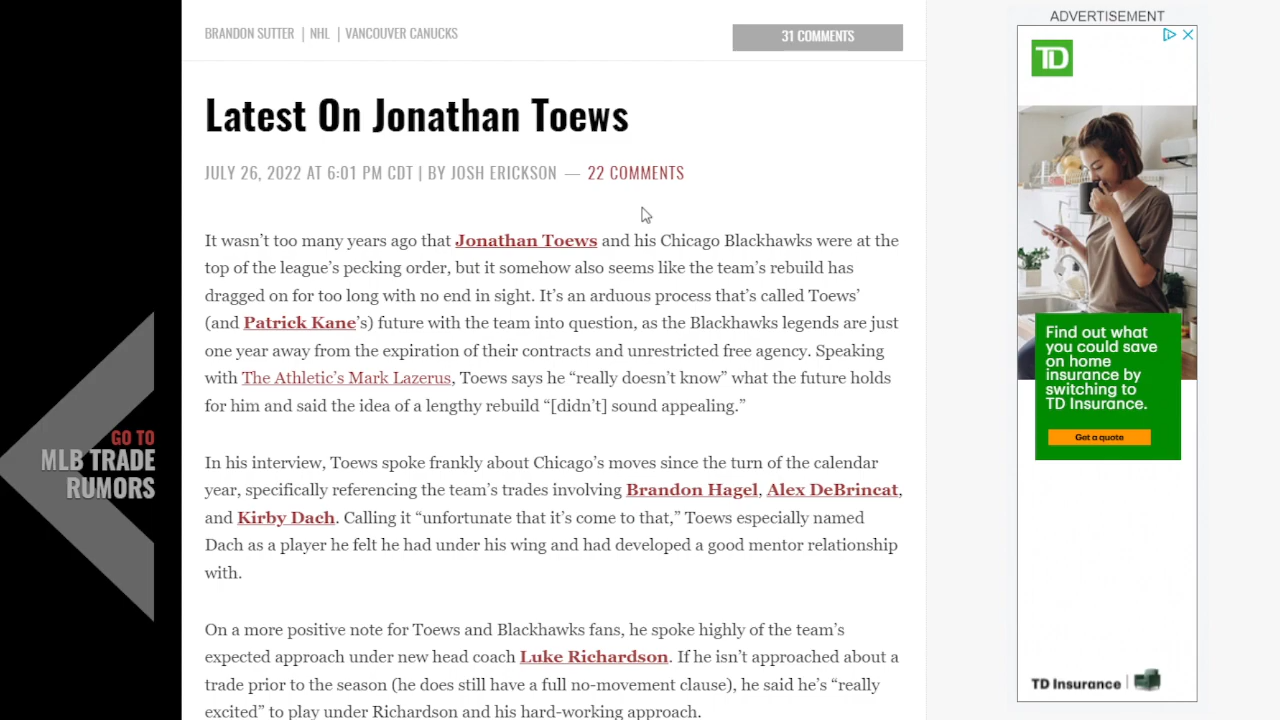 BRANDON SUTTER | NHL | VANCOUVER CANUCKS
31 COMMENTS
Latest On Jonathan Toews
JULY 26, 2022 AT 6:01 PM CDT | BY JOSH ERICKSON — 22 COMMENTS
It wasn’t too many years ago that Jonathan Toews and his Chicago Blackhawks were at the
top of the league’s pecking order, but it somehow also seems like the team’s rebuild has
dragged on for too long with no end in sight. It’s an arduous process that’s called Toews’
(and Patrick Kane’s) future with the team into question, as the Blackhawks legends are just
one year away from the expiration of their contracts and unrestricted free agency. Speaking
with The Athletic’s Mark Lazerus, Toews says he “really doesn’t know” what the future holds
for him and said the idea of a lengthy rebuild “[didn’t] sound appealing.”
In his interview, Toews spoke frankly about Chicago’s moves since the turn of the calendar
year, specifically referencing the team’s trades involving Brandon Hagel, Alex DeBrincat,
and Kirby Dach. Calling it “unfortunate that it’s come to that,” Toews especially named
Dach as a player he felt he had under his wing and had developed a good mentor relationship
with.
On a more positive note for Toews and Blackhawks fans, he spoke highly of the team’s
expected approach under new head coach Luke Richardson. If he isn’t approached about a
trade prior to the season (he does still have a full no-movement clause), he said he’s “really
excited” to play under Richardson and his hard-working approach.
GO TO
MLB TRADE
RUMORS
ADVERTISEMENT
TD
Find out what
you could save
on home
insurance by
switching to
TD Insurance.
Get a quote
TD Insurance